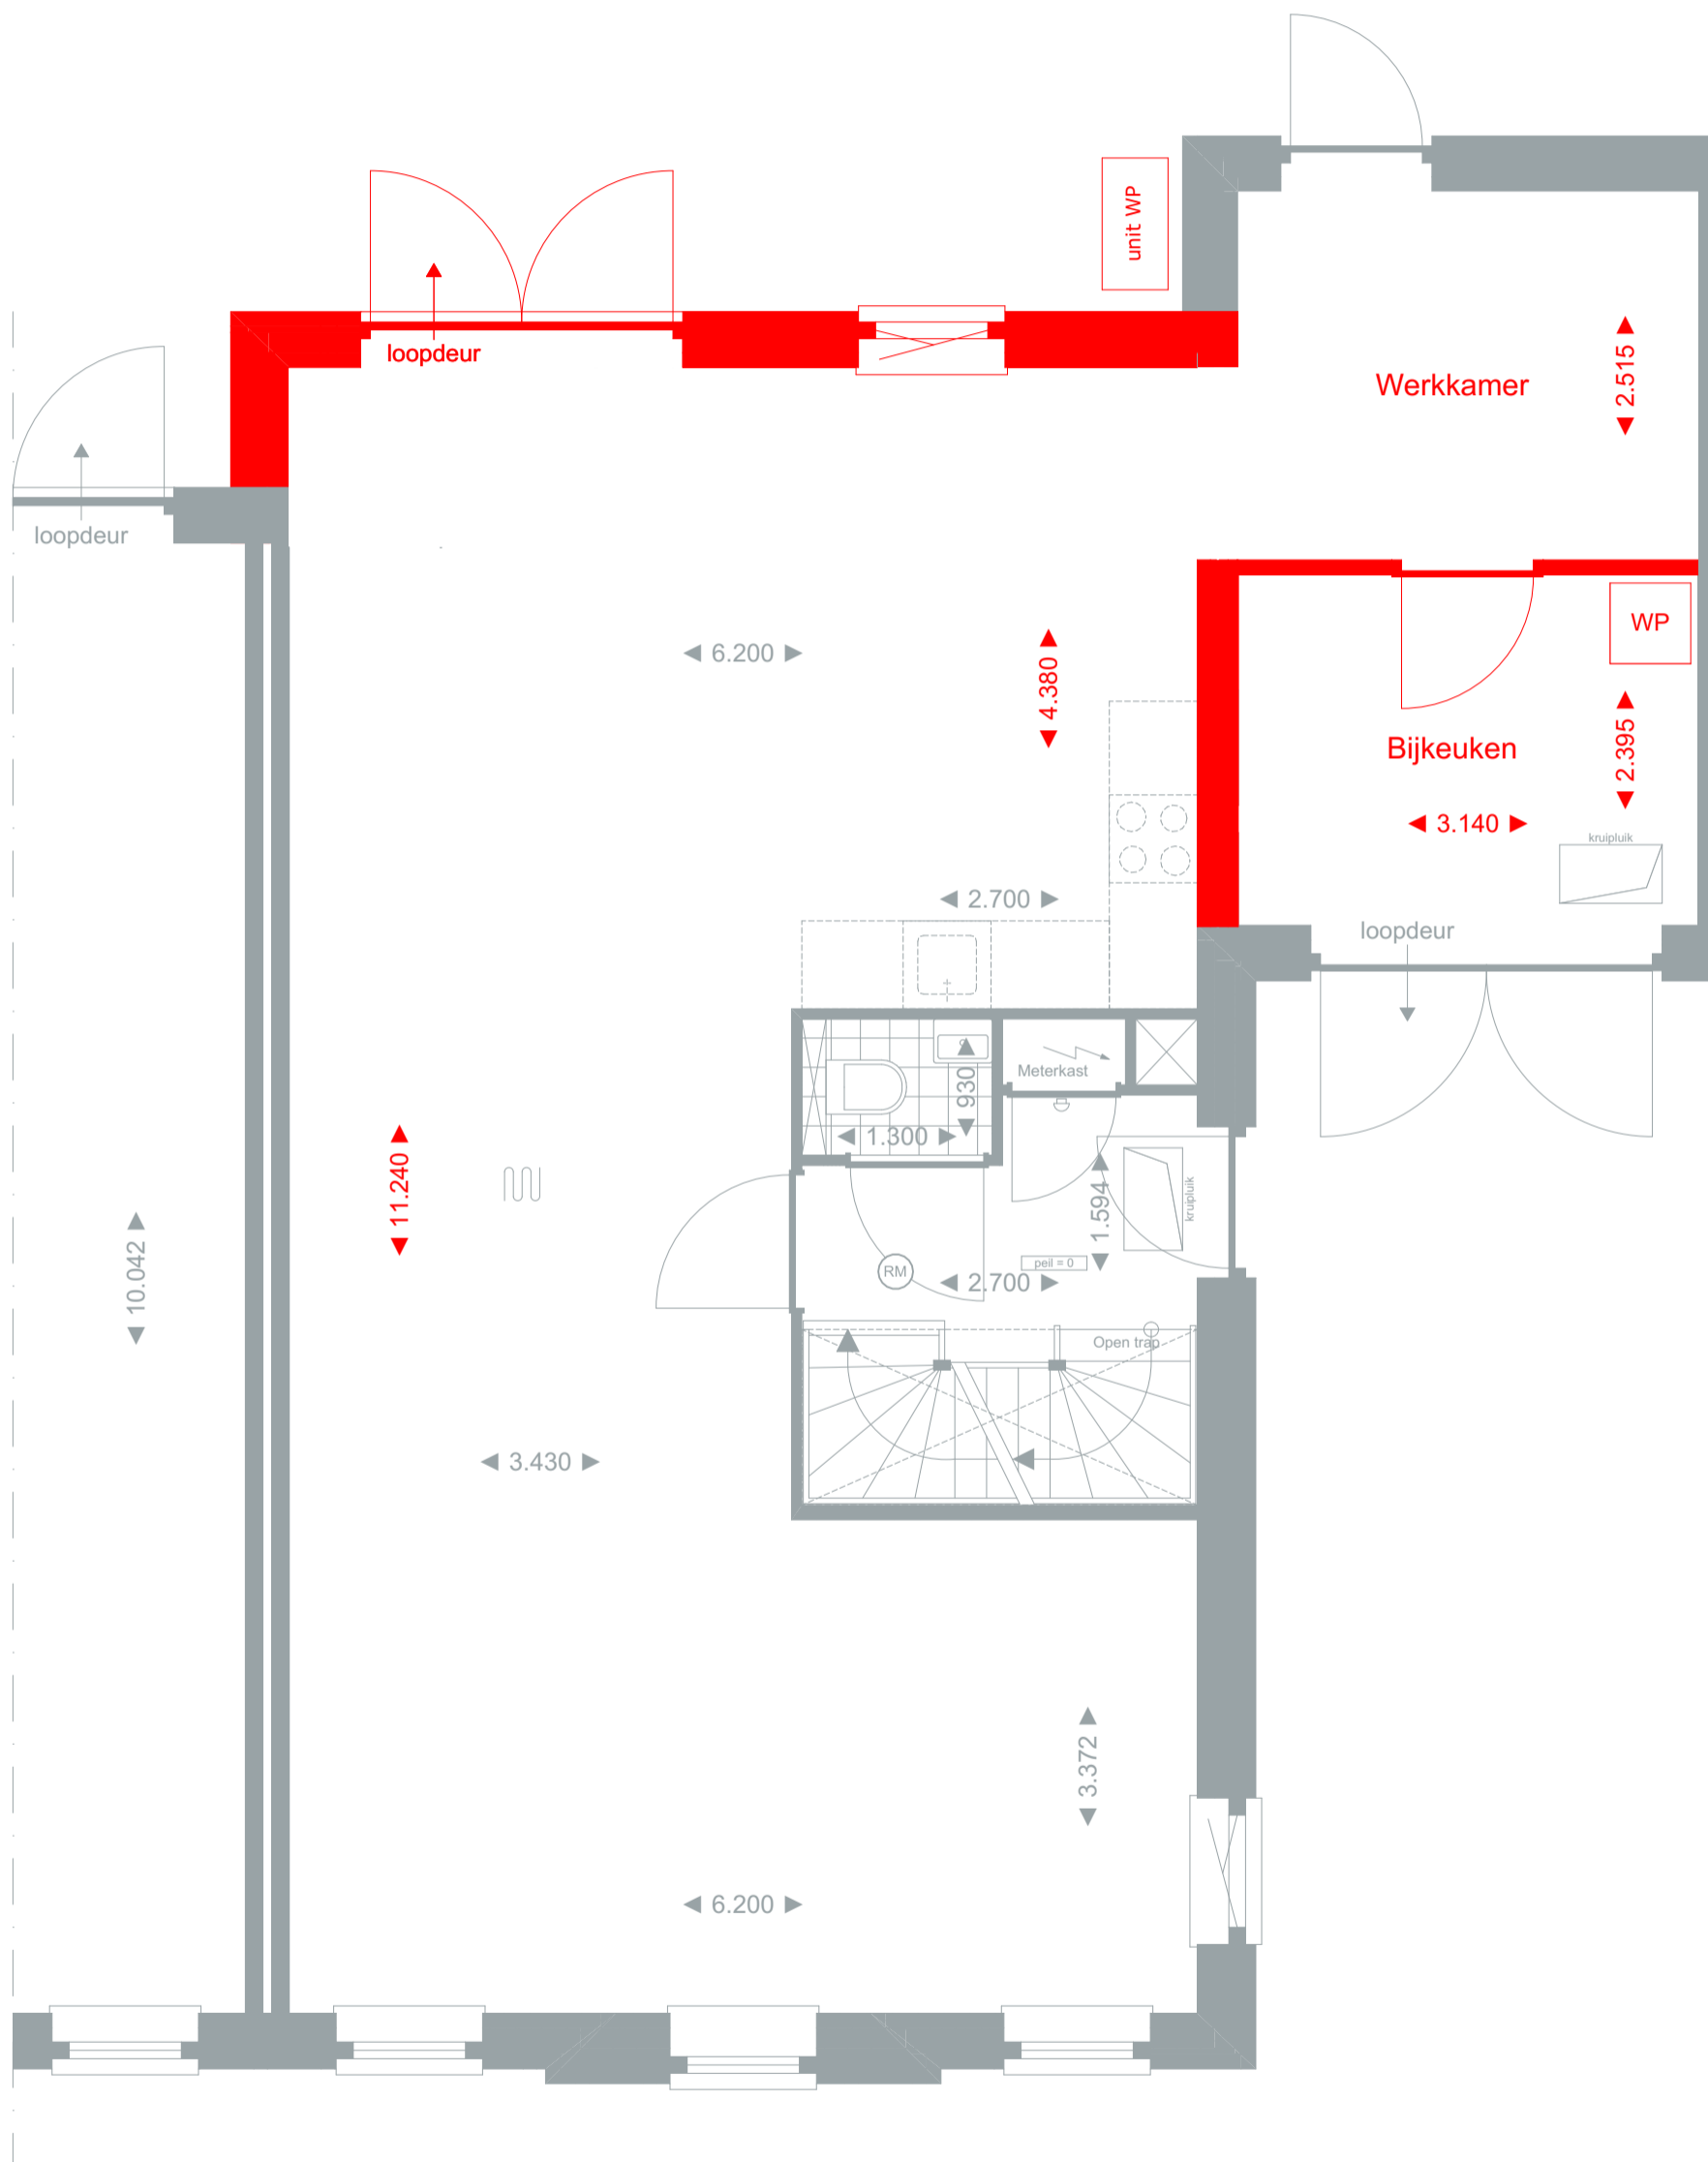 unit WP
loopdeur
Werkkamer
2.515
loopdeur
6.200
4.380
WP
Bijkeuken
2.395
3.140
kruipluik
2.700
loopdeur
Meterkast
930
1.300
11.240
1.594
kruipluik
10.042
RM
peil = 0
2.700
Open trap
3.430
3.372
6.200